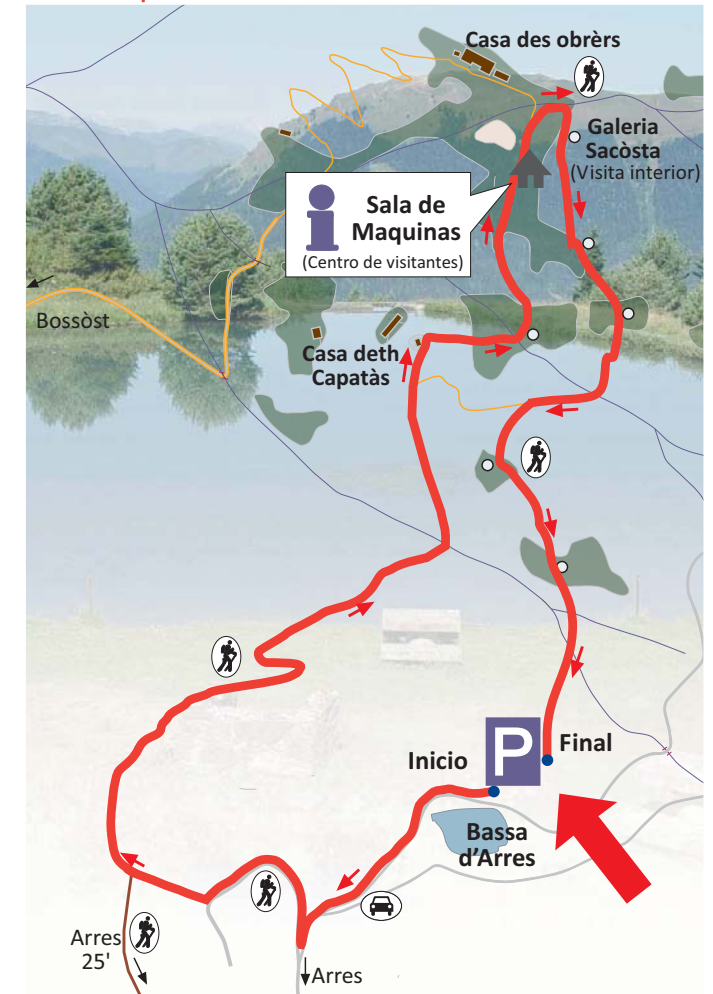 Casa des obrèrs
Galeria
Sacòsta
(Visita interior)
Sala de
Maquinas
(Centro de visitantes)
Bossòst
Casa deth
Capatàs
P
Inicio
Final
Bassa
d'Arres
Arres
25'
Arres